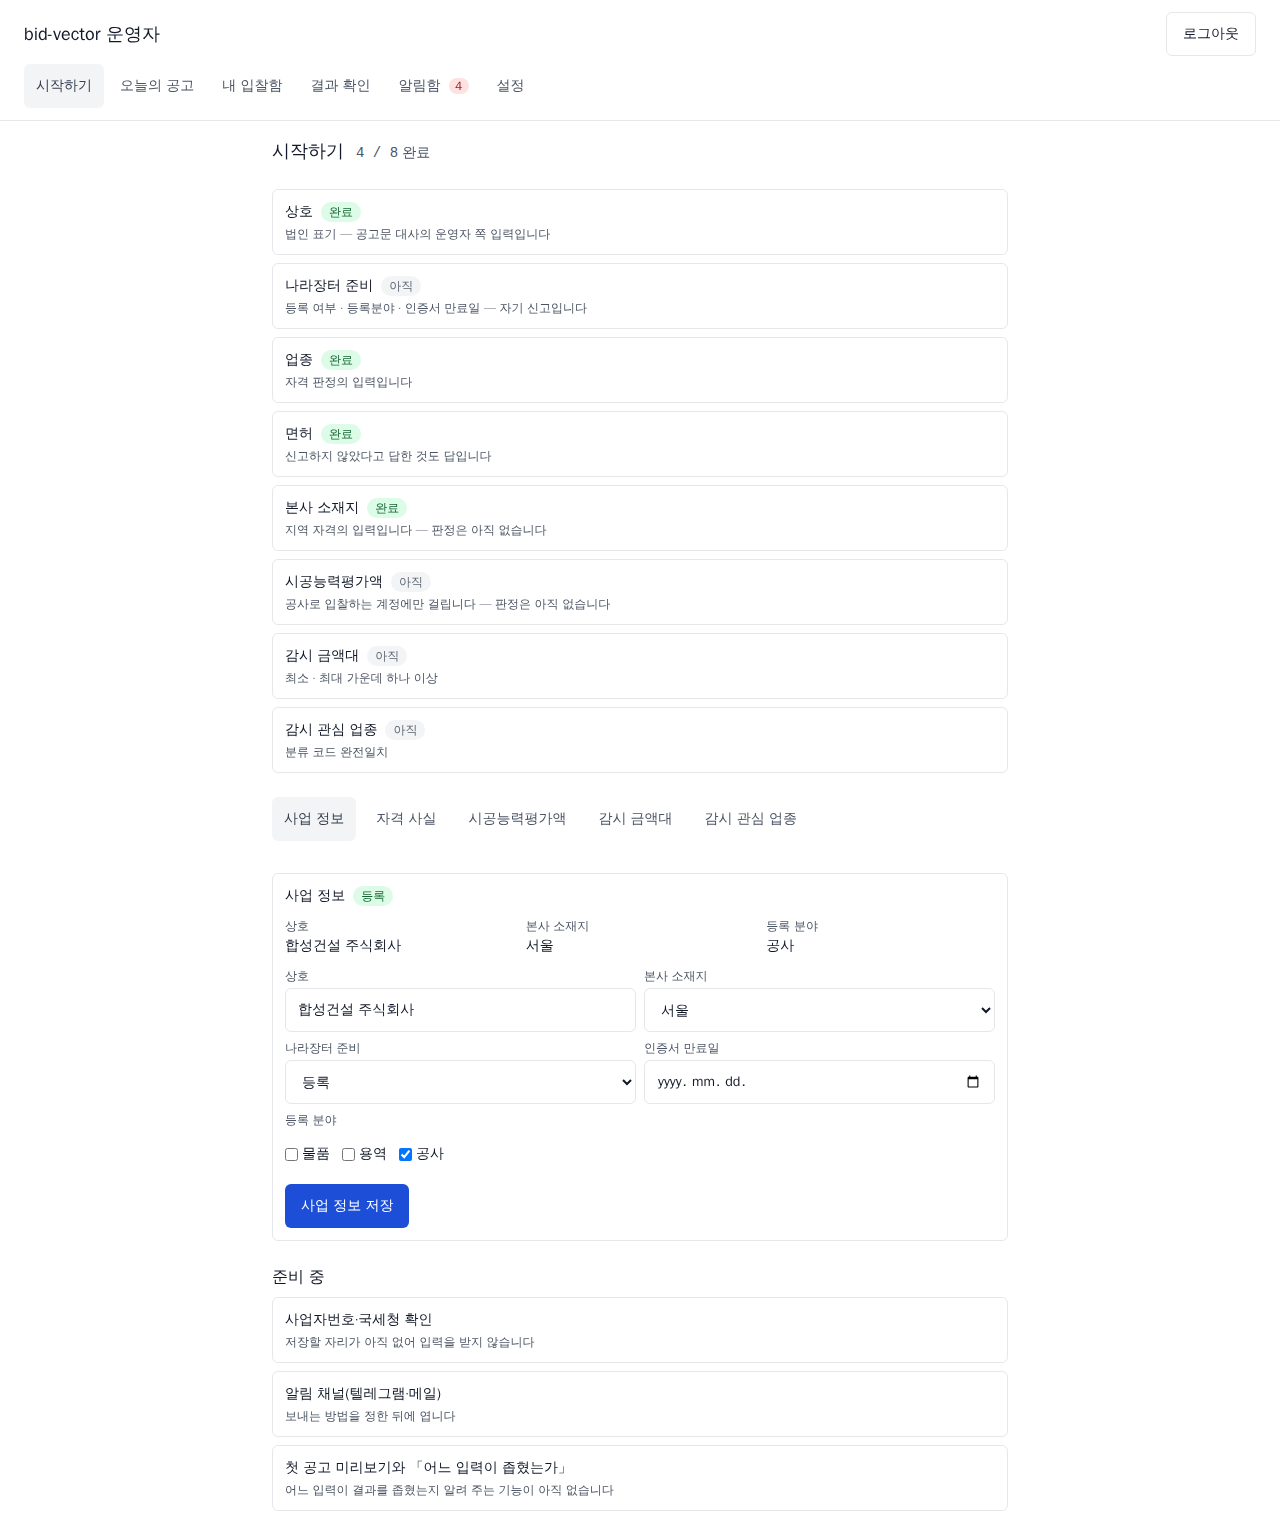 bid-vector 운영자
로그아웃
시작하기
오늘의 공고
내 입찰함
결과 확인
알림함 4
설정
시작하기 4 / 8 완료
상호 완료
법인 표기 — 공고문 대사의 운영자 쪽 입력입니다
나라장터 준비 아직
등록 여부 · 등록분야 · 인증서 만료일 — 자기 신고입니다
업종 완료
자격 판정의 입력입니다
면허 완료
신고하지 않았다고 답한 것도 답입니다
본사 소재지 완료
지역 자격의 입력입니다 — 판정은 아직 없습니다
시공능력평가액 아직
공사로 입찰하는 계정에만 걸립니다 — 판정은 아직 없습니다
감시 금액대 아직
최소 · 최대 가운데 하나 이상
감시 관심 업종 아직
분류 코드 완전일치
사업 정보
자격 사실
시공능력평가액
감시 금액대
감시 관심 업종
사업 정보 등록
상호
합성건설 주식회사
본사 소재지
서울
등록 분야
공사
상호
합성건설 주식회사
본사 소재지
서울
나라장터 준비
등록
인증서 만료일
yyyy. mm. dd.
등록 분야
물품 용역 공사
사업 정보 저장
준비 중
사업자번호·국세청 확인
저장할 자리가 아직 없어 입력을 받지 않습니다
알림 채널(텔레그램·메일)
보내는 방법을 정한 뒤에 엽니다
첫 공고 미리보기와 「어느 입력이 좁혔는가」
어느 입력이 결과를 좁혔는지 알려 주는 기능이 아직 없습니다